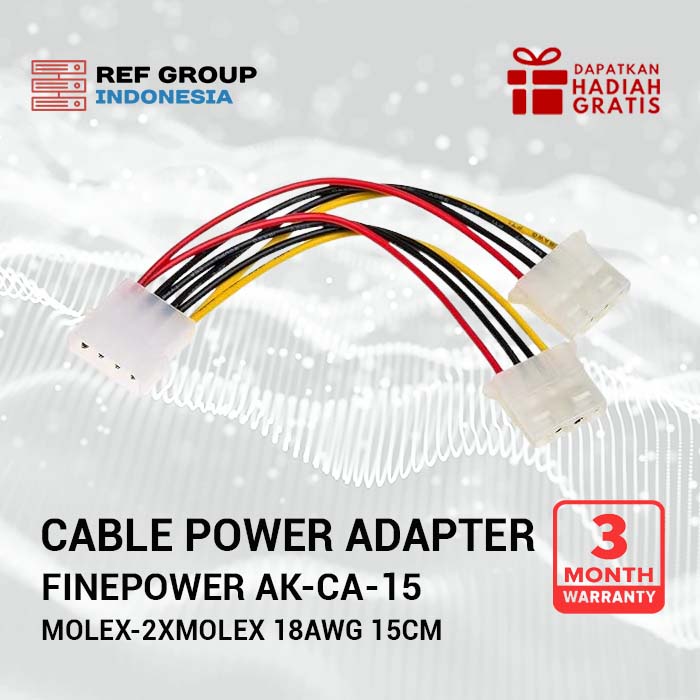 REF GROUP
INDONESIA
DAPATKAN
HADIAH
GRATIS
CABLE POWER ADAPTER
FINEPOWER AK-CA-15
MOLEX-2XMOLEX 18AWG 15CM
3
MONTH
WARRANTY